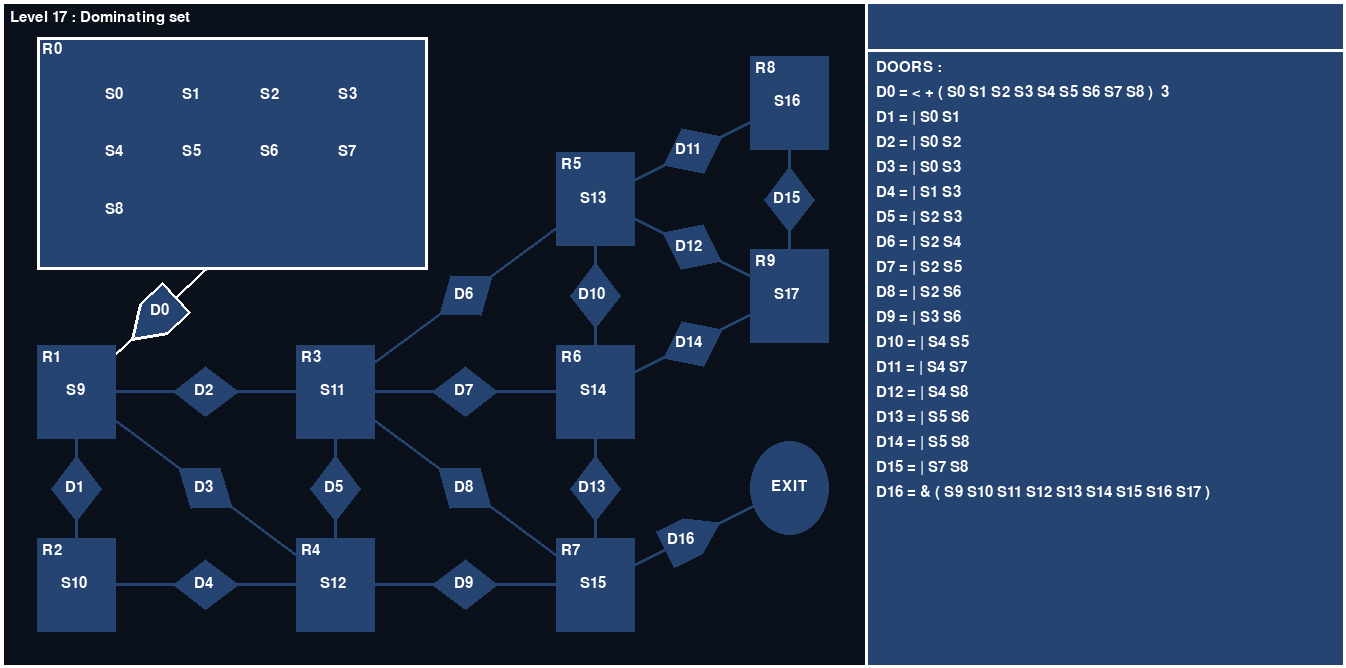 Level 17 : Dominating set
R0
S0 S1 S2 S3
S4 S5 S6 S7
S8
D0
R8
S16
D11
R5
S13
D15
D12
R9
S17
D6
D10
D14
R1
S9
D2
R3
S11
D7
R6
S14
D1
D3
D5
D8
D13
EXIT
R2
S10
D4
R4
S12
D9
R7
S15
D16
DOORS :
D0 = < + ( S0 S1 S2 S3 S4 S5 S6 S7 S8 ) 3
D1 = | S0 S1
D2 = | S0 S2
D3 = | S0 S3
D4 = | S1 S3
D5 = | S2 S3
D6 = | S2 S4
D7 = | S2 S5
D8 = | S2 S6
D9 = | S3 S6
D10 = | S4 S5
D11 = | S4 S7
D12 = | S4 S8
D13 = | S5 S6
D14 = | S5 S8
D15 = | S7 S8
D16 = & ( S9 S10 S11 S12 S13 S14 S15 S16 S17 )